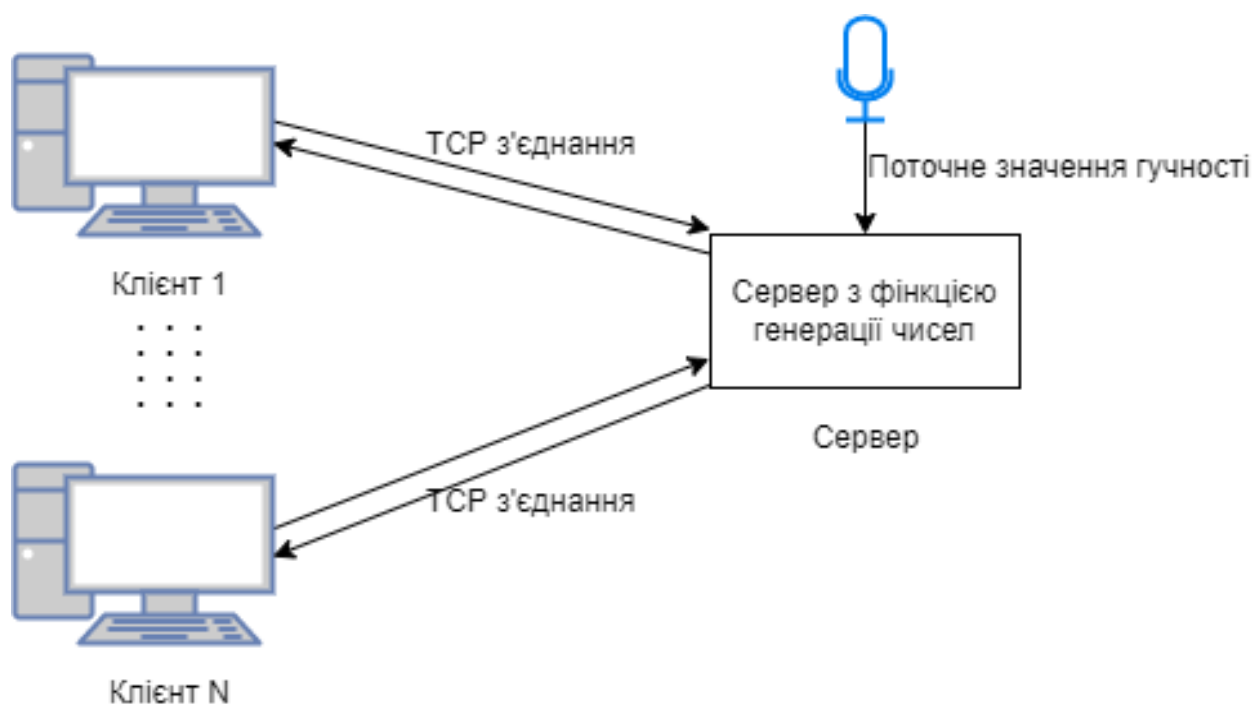 TCP з'єднання
Поточне значення гучності
Клієнт 1
Сервер з фінкцією
генерації чисел
Сервер
TCP з'єднання
Клієнт N